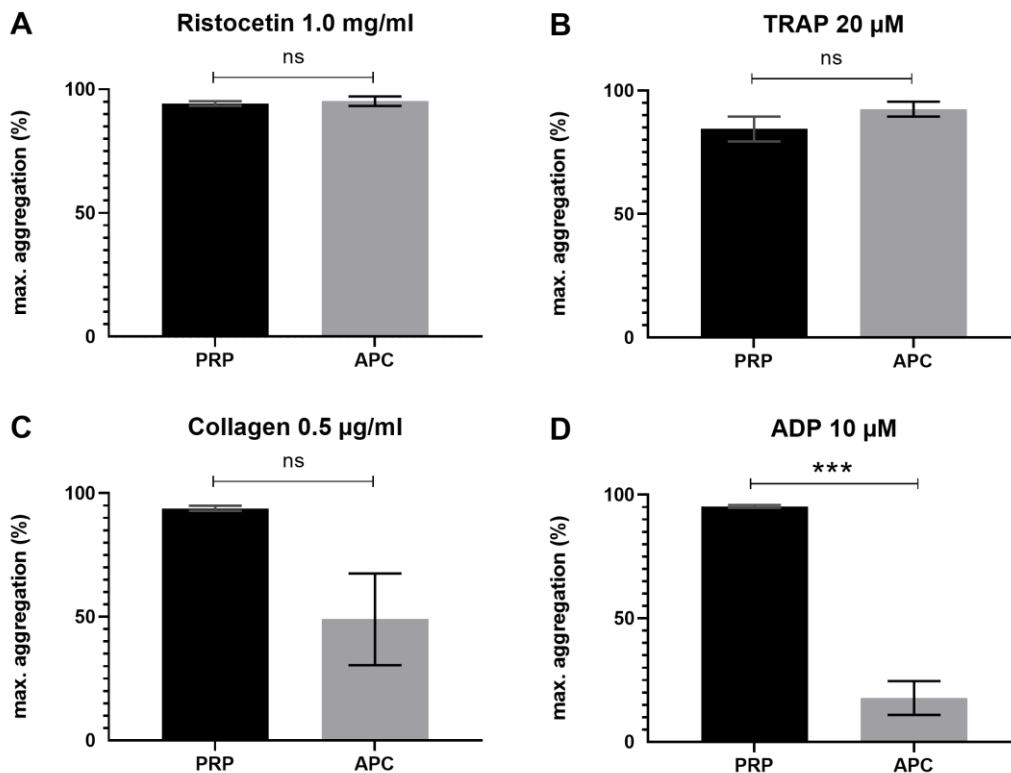 A
Ristocetin 1.0 mg/ml
ns
max. aggregation (%)
100
50
0
PRP
APC
B
TRAP 20 µM
ns
max. aggregation (%)
100
50
0
PRP
APC
C
Collagen 0.5 µg/ml
ns
max. aggregation (%)
100
50
0
PRP
APC
D
ADP 10 µM
***
max. aggregation (%)
100
50
0
PRP
APC